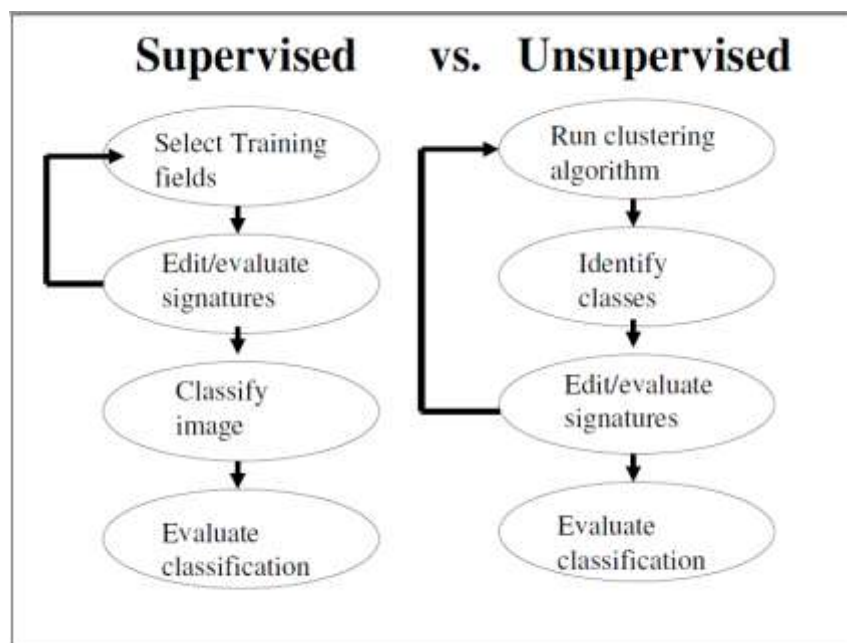 Supervised vs. Unsupervised
Select Training
fields
Edit/evaluate
signatures
Classify
image
Evaluate
classification
Run clustering
algorithm
Identify
classes
Edit/evaluate
signatures
Evaluate
classification